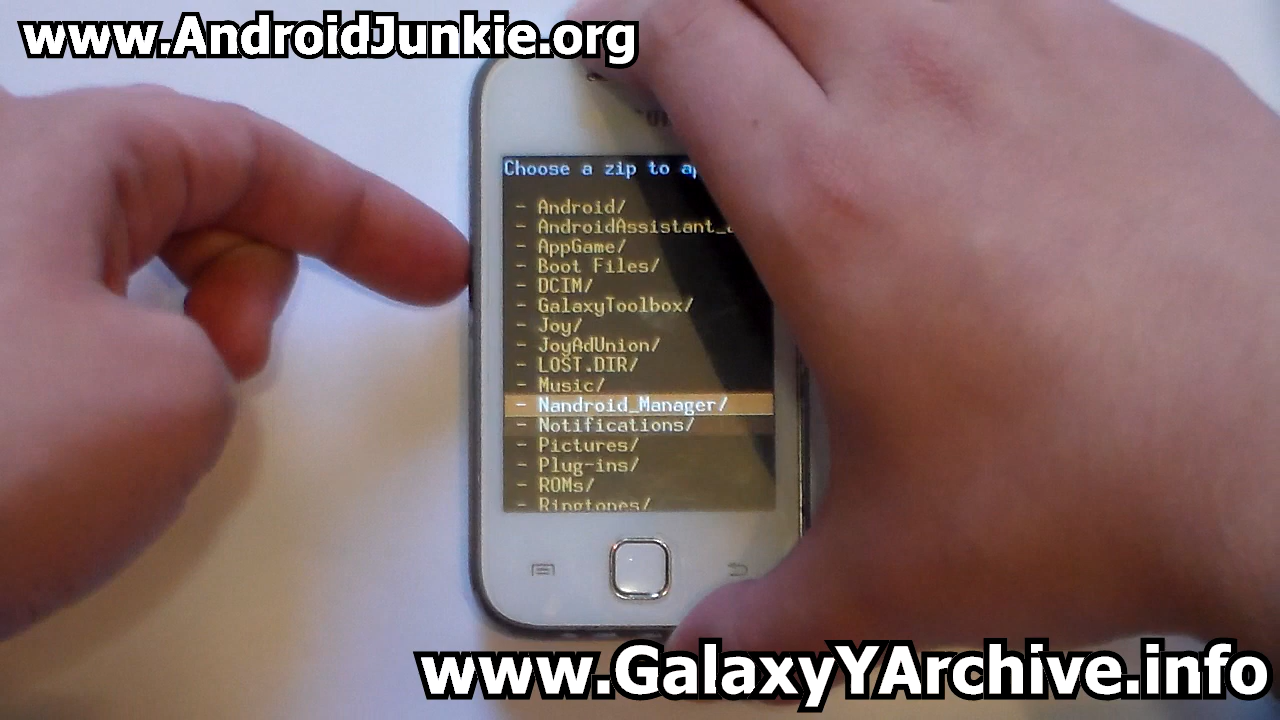 www.AndroidJunkie.org
Choose a zip to
- Android/
- AndroidAssistant_
- AppGame/
- Boot Files/
- DCIM/
- GalaxyToolbox/
- Joy/
- JoyAdUnion/
- LOST.DIR/
- Music/
- Nandroid_Manager/
- Notifications/
- Pictures/
- Plug-ins/
- ROMs/
- Ringtones/
www.GalaxyYArchive.info